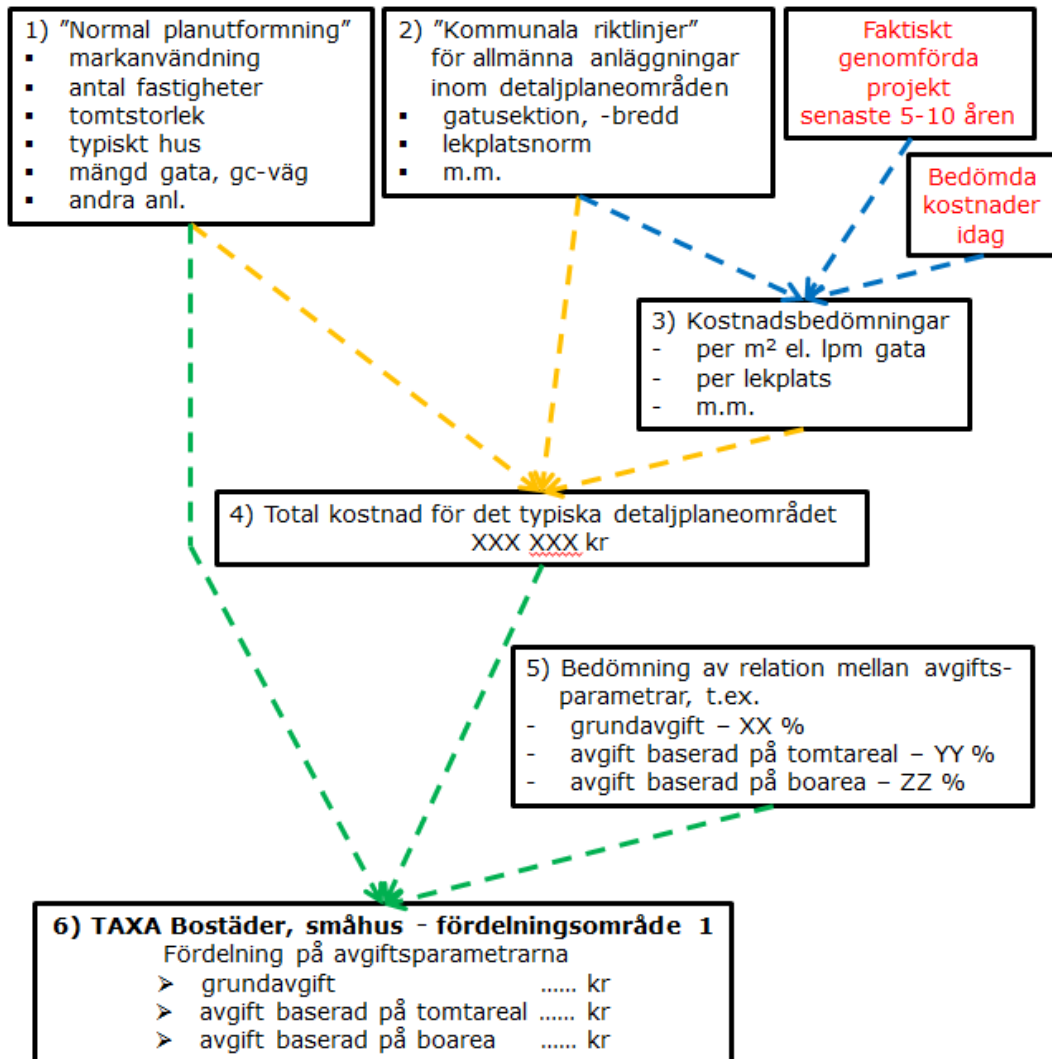 1) ”Normal planutformning”
▪ markanvändning
▪ antal fastigheter
▪ tomtstorlek
▪ typiskt hus
▪ mängd gata, gc-väg
▪ andra anl.
2) ”Kommunala riktlinjer”
för allmänna anläggningar
inom detaljplaneområden
▪ gatusektion, -bredd
▪ lekplatsnorm
▪ m.m.
Faktiskt
genomförda
projekt
senaste 5-10 åren
Bedömda
kostnader
idag
3) Kostnadsbedömningar
- per m² el. lpm gata
- per lekplats
- m.m.
4) Total kostnad för det typiska detaljplaneområdet
XXX XXX kr
5) Bedömning av relation mellan avgifts-
parametrar, t.ex.
- grundavgift – XX %
- avgift baserad på tomtareal – YY %
- avgift baserad på boarea – ZZ %
6) TAXA Bostäder, småhus - fördelningsområde 1
Fördelning på avgiftsparametrarna
➢ grundavgift ...... kr
➢ avgift baserad på tomtareal ...... kr
➢ avgift baserad på boarea ...... kr